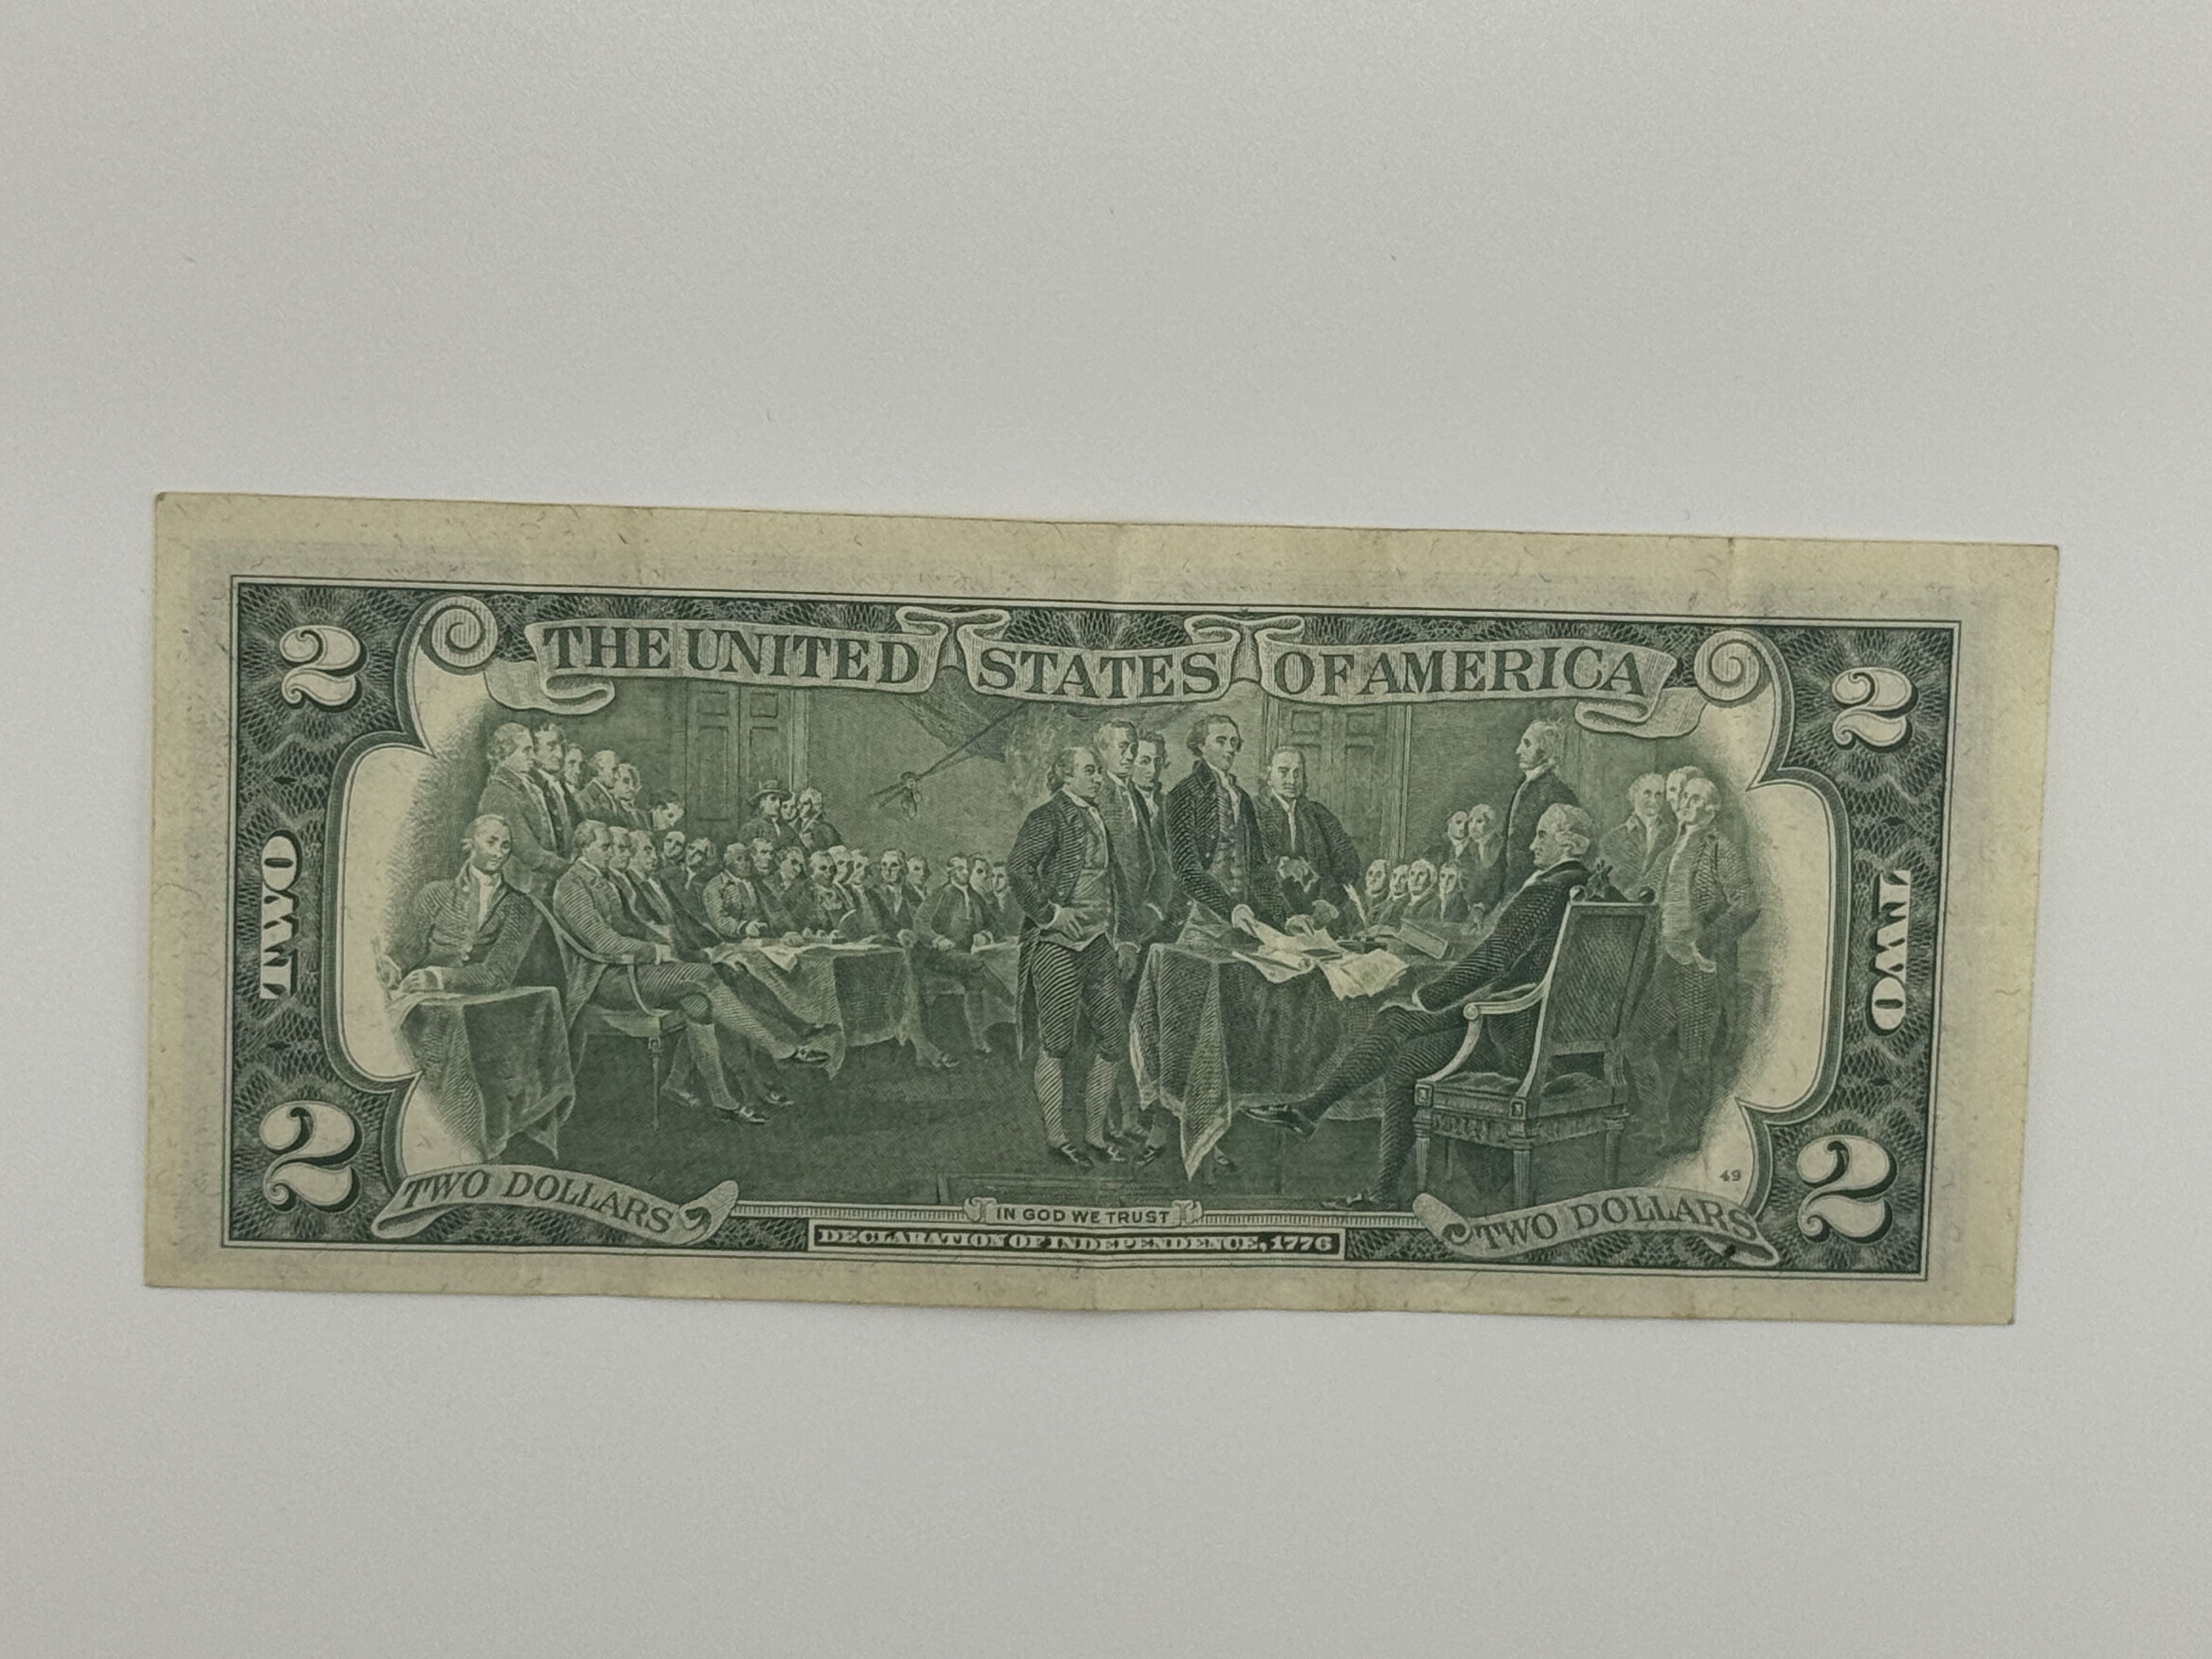 THE UNITED STATES OF AMERICA
2
2
TWO
TWO
2
2
49
TWO DOLLARS
IN GOD WE TRUST
TWO DOLLARS
DECLARATION OF INDEPENDENCE, 1776